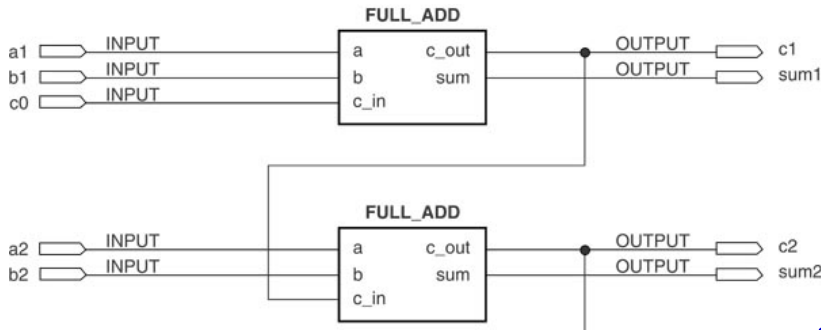 FULL_ADD
a1 INPUT a c_out OUTPUT c1
b1 INPUT b sum OUTPUT sum1
c0 INPUT c_in
FULL_ADD
a2 INPUT a c_out OUTPUT c2
b2 INPUT b sum OUTPUT sum2
c_in